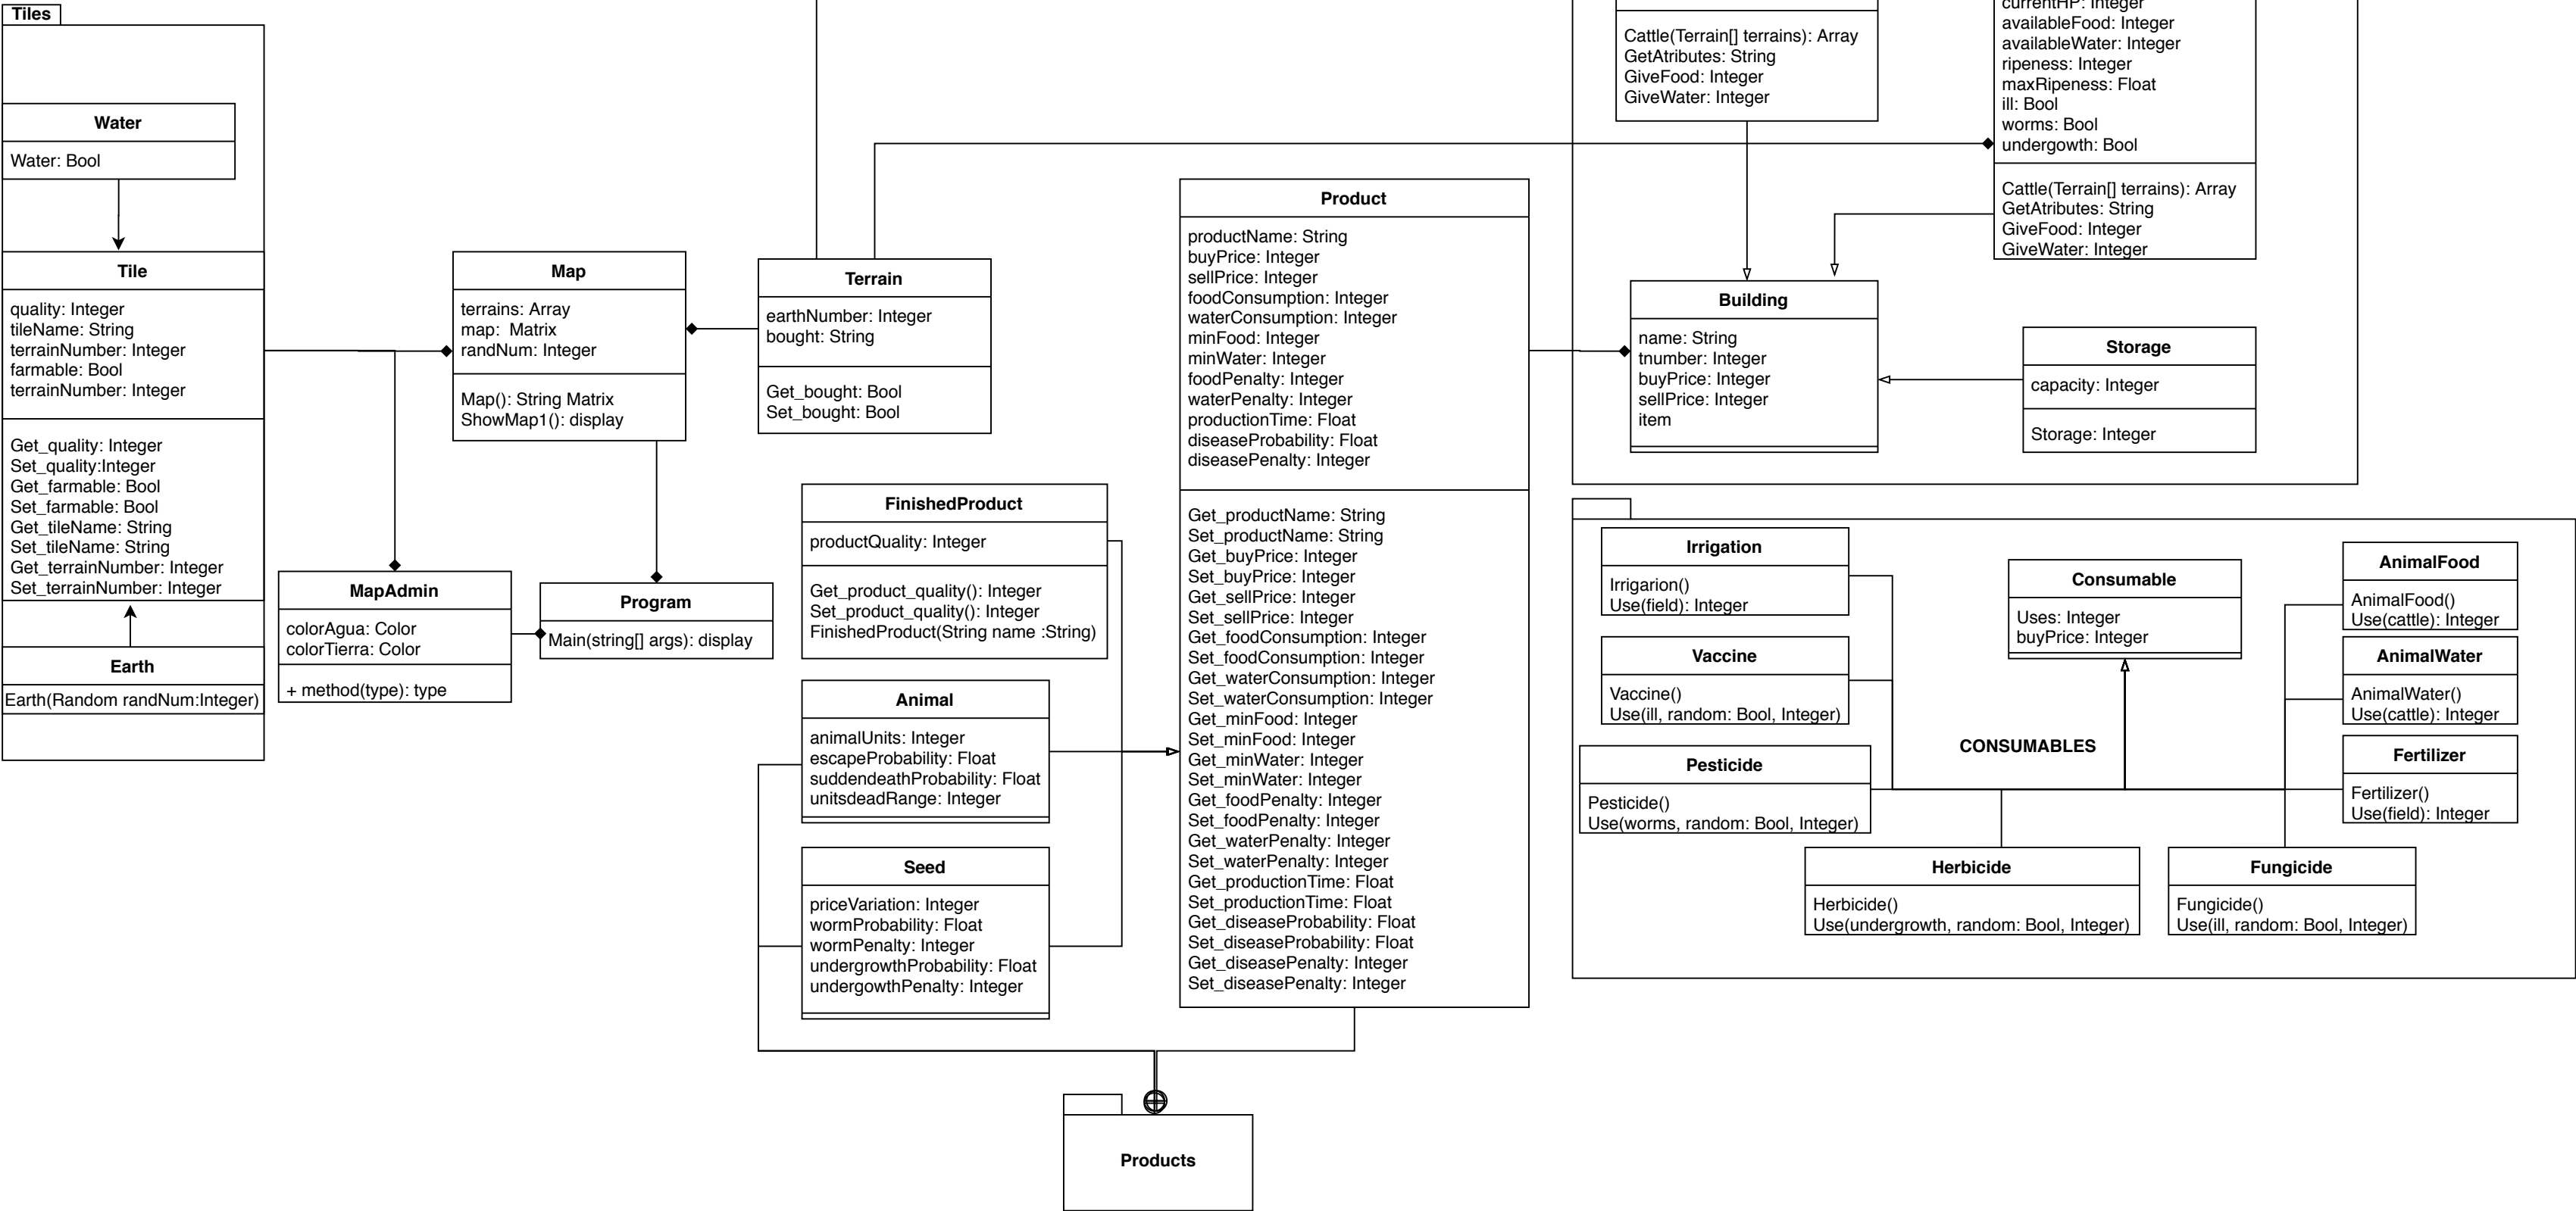 Tiles
Water
Water: Bool
Tile
quality: Integer
tileName: String
terrainNumber: Integer
farmable: Bool
terrainNumber: Integer
Get_quality: Integer
Set_quality:Integer
Get_farmable: Bool
Set_farmable: Bool
Get_tileName: String
Set_tileName: String
Get_terrainNumber: Integer
Set_terrainNumber: Integer
Earth
Earth(Random randNum:Integer)
Map
terrains: Array
map:  Matrix
randNum: Integer
Map(): String Matrix
ShowMap1(): display
MapAdmin
colorAgua: Color
colorTierra: Color
+ method(type): type
Program
Main(string[] args): display
Terrain
earthNumber: Integer
bought: String
Get_bought: Bool
Set_bought: Bool
FinishedProduct
productQuality: Integer
Get_product_quality(): Integer
Set_product_quality(): Integer
FinishedProduct(String name :String)
Animal
animalUnits: Integer
escapeProbability: Float
suddendeathProbability: Float
unitsdeadRange: Integer
Seed
priceVariation: Integer
wormProbability: Float
wormPenalty: Integer
undergrowthProbability: Float
undergowthPenalty: Integer
Product
productName: String
buyPrice: Integer
sellPrice: Integer
foodConsumption: Integer
waterConsumption: Integer
minFood: Integer
minWater: Integer
foodPenalty: Integer
waterPenalty: Integer
productionTime: Float
diseaseProbability: Float
diseasePenalty: Integer
Get_productName: String
Set_productName: String
Get_buyPrice: Integer
Set_buyPrice: Integer
Get_sellPrice: Integer
Set_sellPrice: Integer
Get_foodConsumption: Integer
Set_foodConsumption: Integer
Get_waterConsumption: Integer
Set_waterConsumption: Integer
Get_minFood: Integer
Set_minFood: Integer
Get_minWater: Integer
Set_minWater: Integer
Get_foodPenalty: Integer
Set_foodPenalty: Integer
Get_waterPenalty: Integer
Set_waterPenalty: Integer
Get_productionTime: Float
Set_productionTime: Float
Get_diseaseProbability: Float
Set_diseaseProbability: Float
Get_diseasePenalty: Integer
Set_diseasePenalty: Integer
Products
Cattle(Terrain[] terrains): Array
GetAtributes: String
GiveFood: Integer
GiveWater: Integer
currentHP: Integer
availableFood: Integer
availableWater: Integer
ripeness: Integer
maxRipeness: Float
ill: Bool
worms: Bool
undergowth: Bool
Cattle(Terrain[] terrains): Array
GetAtributes: String
GiveFood: Integer
GiveWater: Integer
Building
name: String
tnumber: Integer
buyPrice: Integer
sellPrice: Integer
item
Storage
capacity: Integer
Storage: Integer
Irrigation
Irrigarion()
Use(field): Integer
Vaccine
Vaccine()
Use(ill, random: Bool, Integer)
Pesticide
Pesticide()
Use(worms, random: Bool, Integer)
Consumable
Uses: Integer
buyPrice: Integer
CONSUMABLES
AnimalFood
AnimalFood()
Use(cattle): Integer
AnimalWater
AnimalWater()
Use(cattle): Integer
Fertilizer
Fertilizer()
Use(field): Integer
Herbicide
Herbicide()
Use(undergrowth, random: Bool, Integer)
Fungicide
Fungicide()
Use(ill, random: Bool, Integer)